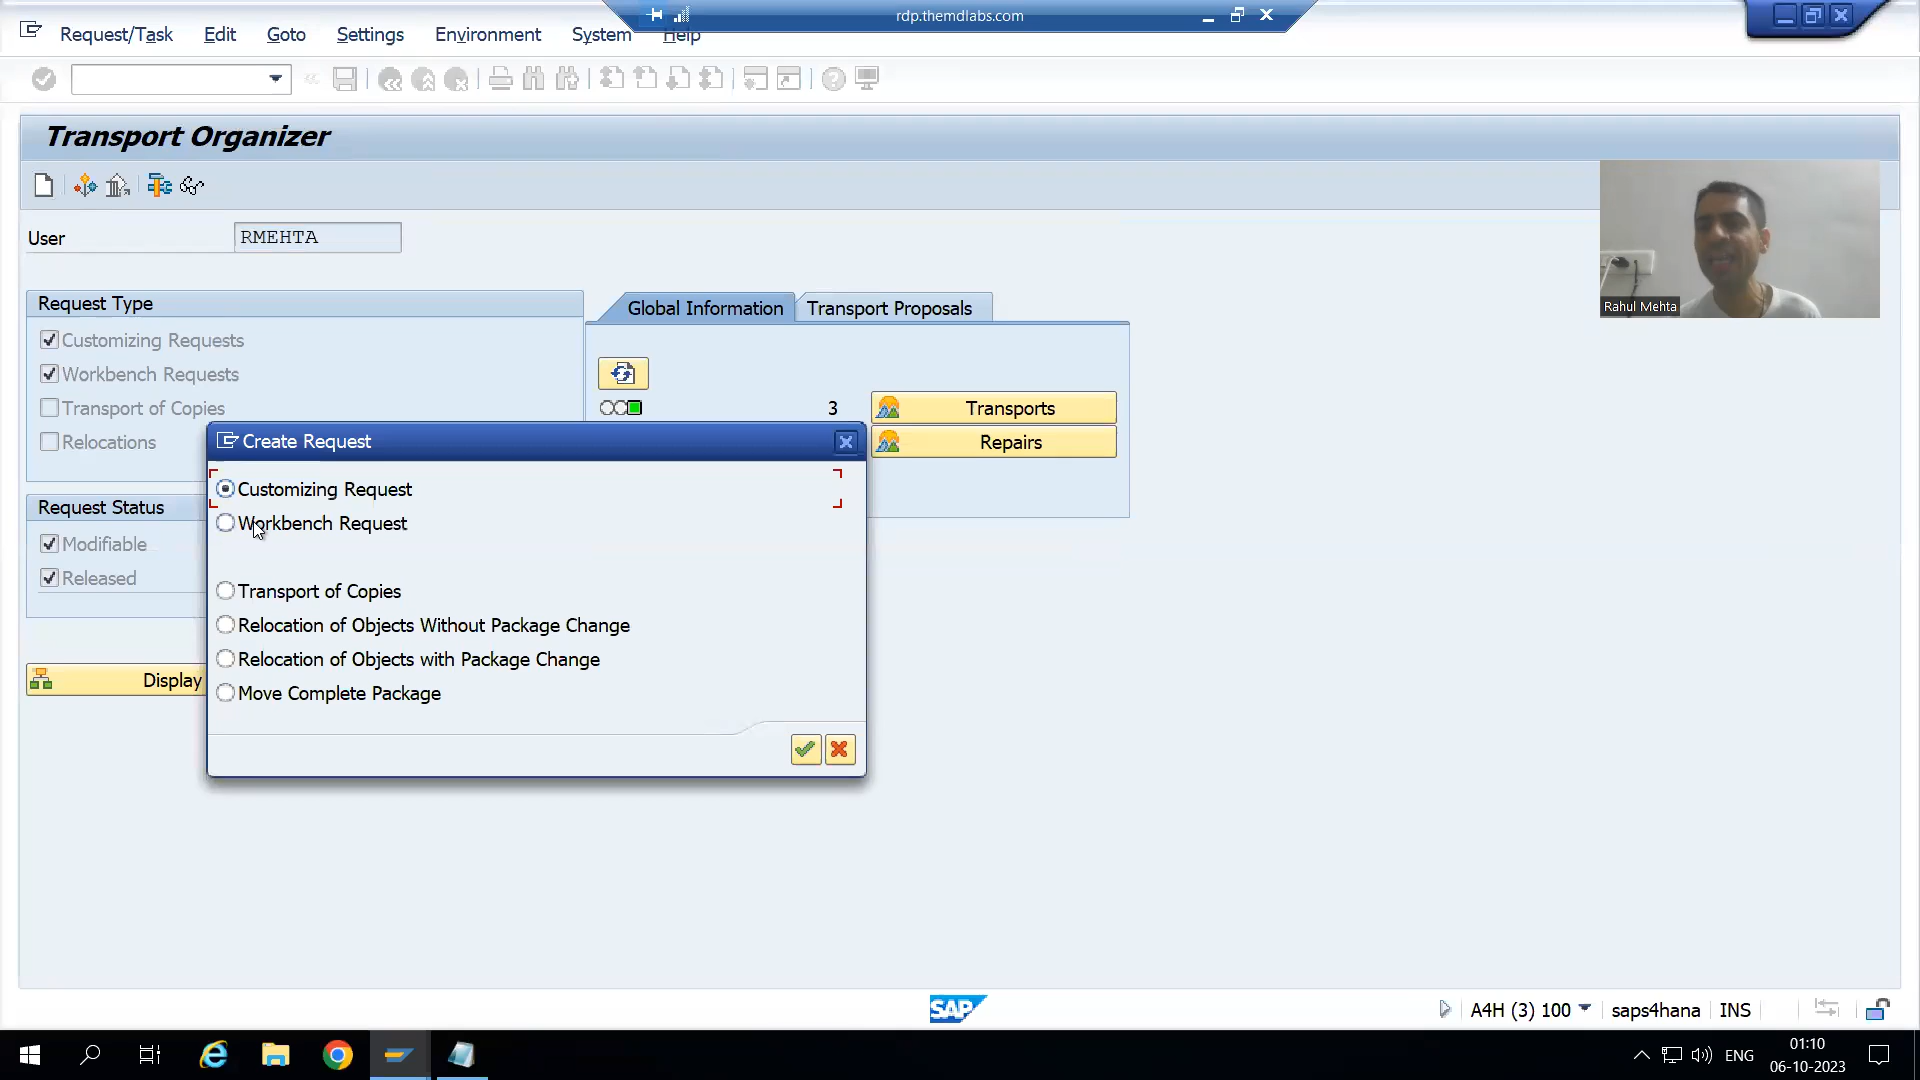 rdp.themdlabs.com
Request/Task Edit Goto Settings Environment System Help
Transport Organizer
User RMEHTA
Rahul Mehta
Request Type
Global Information Transport Proposals
Customizing Requests
Workbench Requests
Transport of Copies
3 Transports
Relocations
Repairs
Create Request
Customizing Request
Workbench Request
Transport of Copies
Relocation of Objects Without Package Change
Relocation of Objects with Package Change
Move Complete Package
Request Status
Modifiable
Released
Display
SAP
A4H (3) 100 saps4hana INS
ENG
01:10
06-10-2023